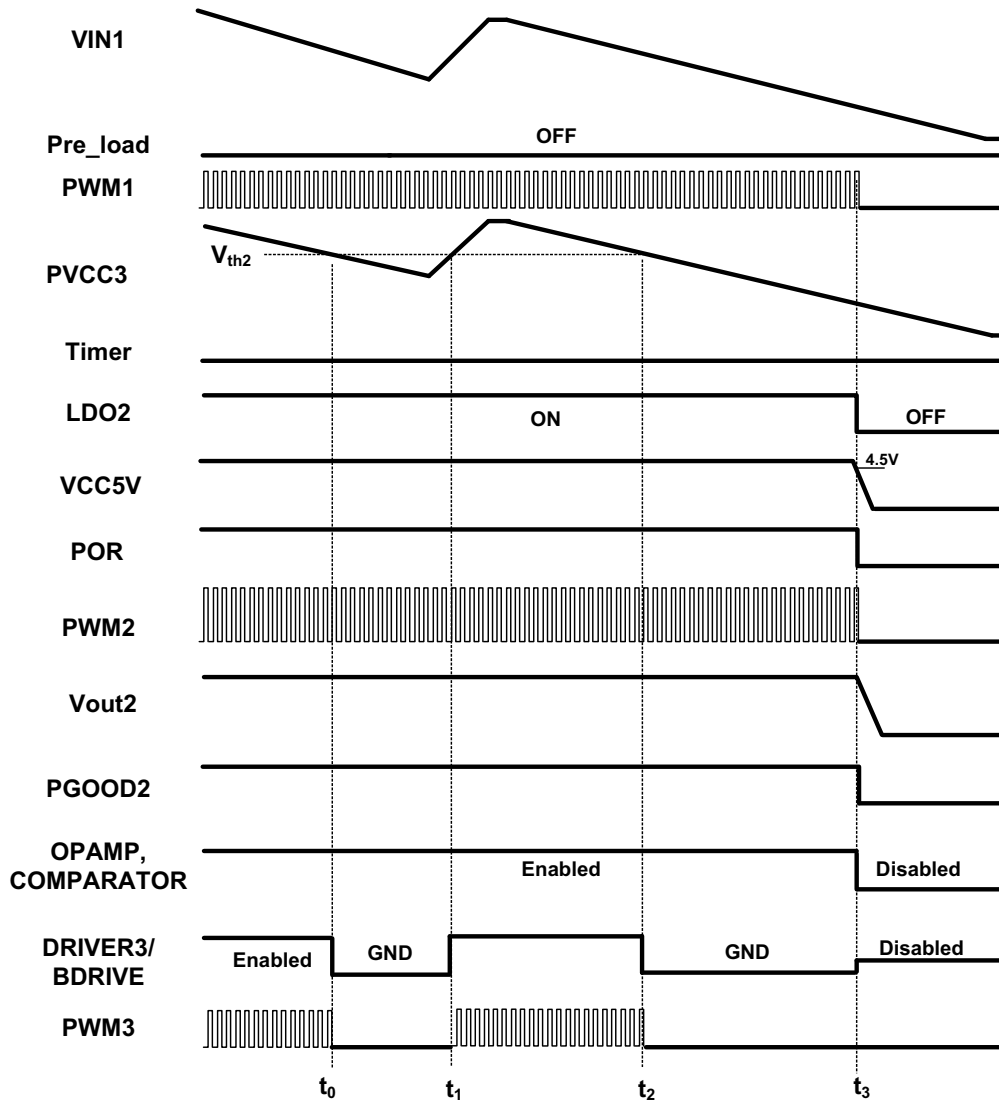 VIN1
OFF
Pre_load
PWM1
Vth2
PVCC3
Timer
LDO2
ON
OFF
4.5V
VCC5V
POR
PWM2
Vout2
PGOOD2
OPAMP,
COMPARATOR
Enabled
Disabled
DRIVER3/
BDRIVE
Enabled
GND
GND
Disabled
PWM3
t0
t1
t2
t3